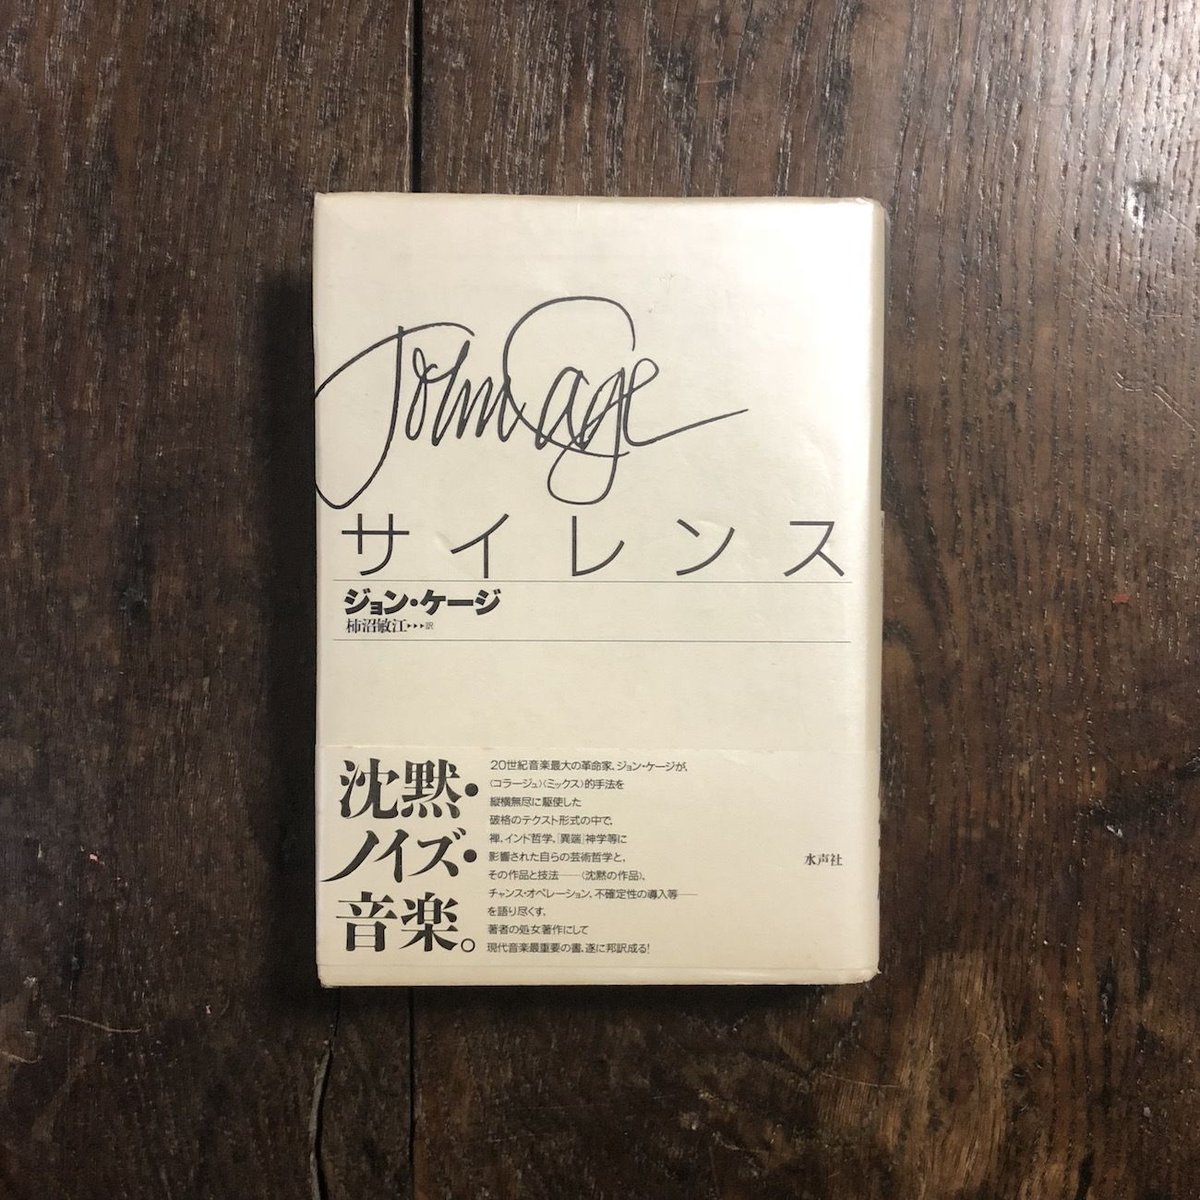 John Cage
サイレンス
ジョン・ケージ
柿沼敏江▸▸▸訳
沈黙・
ノイズ・
音楽。
20世紀音楽最大の革命家、ジョン・ケージが、
〈コラージュ〉〈ミックス〉的手法を
縦横無尽に駆使した
破格のテクスト形式の中で、
禅、インド哲学、「異端」神学等に
影響された自らの芸術哲学と、
その作品と技法——〈沈黙の作品〉、
チャンス・オペレーション、不確定性の導入等——
を語り尽くす、
著者の処女著作にして
現代音楽最重要の書、遂に邦訳成る!
水声社